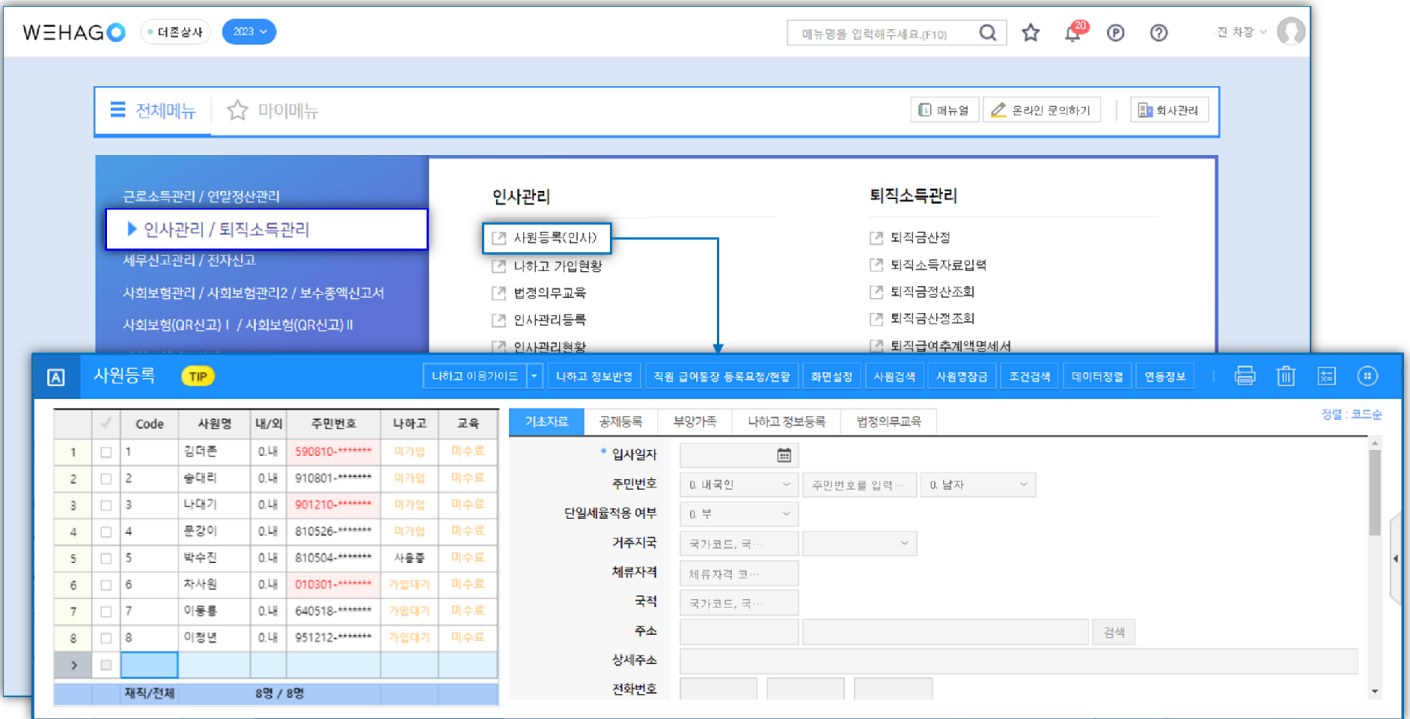 WEHAGO 더존상사 2023 메뉴명을 입력해주세요.(F10) 20 P ? 진 차장
전체메뉴 마이메뉴 매뉴얼 온라인 문의하기 회사관리
근로소득관리 / 연말정산관리
인사관리 / 퇴직소득관리
세무신고관리 / 전자신고
사회보험관리 / 사회보험관리2 / 보수총액신고서
사회보험(QR신고) I / 사회보험(QR신고) II
인사관리
사원등록(인사)
나하고 가입현황
법정의무교육
인사관리등록
인사관리현황
퇴직소득관리
퇴직금산정
퇴직소득자료입력
퇴직금정산조회
퇴직금산정조회
퇴직급여추계액명세서
A 사원등록 TIP 나하고 이용가이드 나하고 정보반영 직원 급여통장 등록요청/현황 화면설정 사원검색 사원명잠금 조건검색 데이터정렬 연동정보
Code 사원명 내/외 주민번호 나하고 교육
1 1 김더존 0.내 590810-******* 미가입 미수료
2 2 송대리 0.내 910801-******* 미가입 미수료
3 3 나대기 0.내 901210-******* 미가입 미수료
4 4 문강이 0.내 810526-******* 미가입 미수료
5 5 박수진 0.내 810504-******* 사용중 미수료
6 6 차사원 0.내 010301-******* 가입대기 미수료
7 7 이몽룡 0.내 640518-******* 가입대기 미수료
8 8 이청년 0.내 951212-******* 가입대기 미수료
재직/전체 8명 / 8명
기초자료 공제등록 부양가족 나하고 정보등록 법정의무교육 정렬 : 코드순
* 입사일자
주민번호 0. 내국인 주민번호를 입력… 0. 남자
단일세율적용 여부 0. 부
거주지국 국가코드, 국…
체류자격 체류자격 코…
국적 국가코드, 국…
주소 검색
상세주소
전화번호